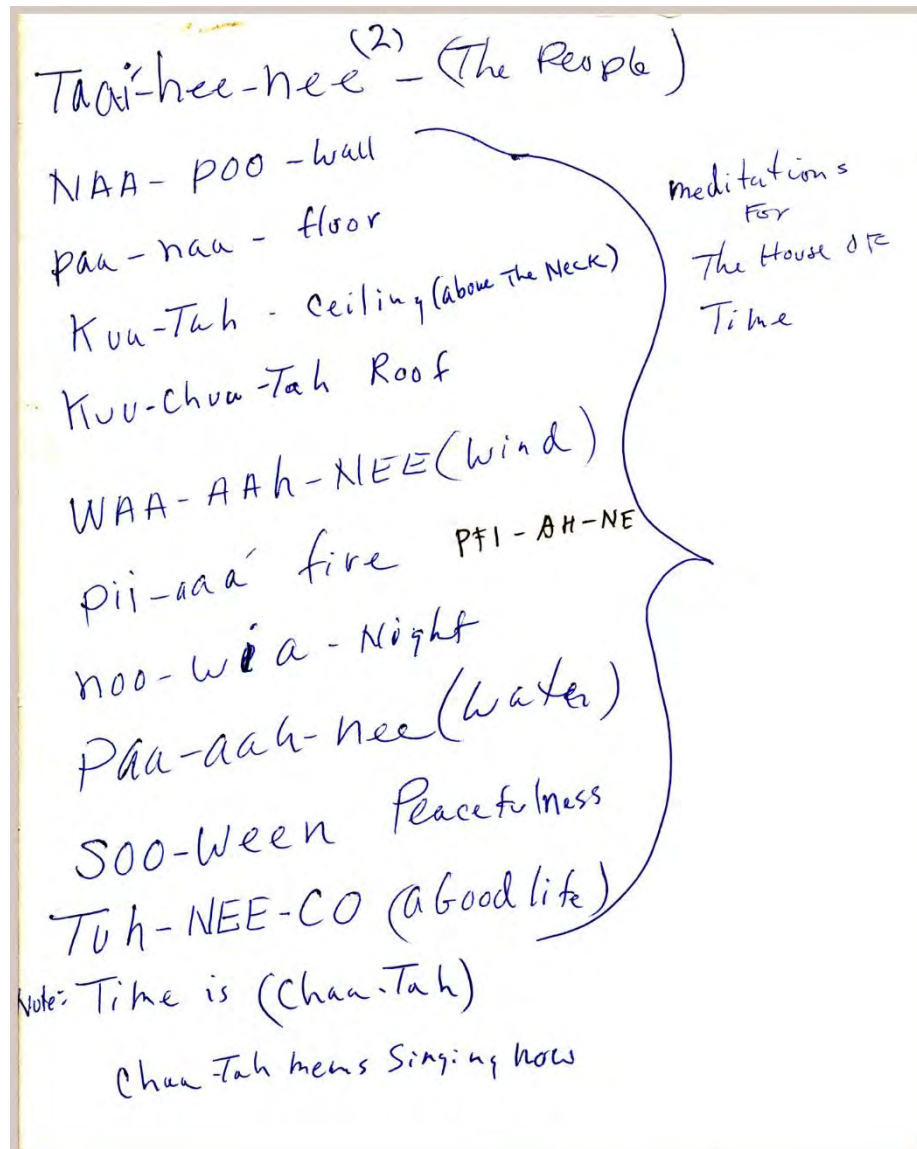 (2)
Taaí-hee-nee - (The People)
NAA - POO - wall
paa - naa - floor
Kuu-Tah - Ceiling (above The Neck)
Kuu-Chuu-Tah Roof
WAA - AAh - NEE (wind)
pii-aaá fire PII - AH - NE
noo-wia - Night
Paa-aah-nee (water)
SOO-Ween Peacefulness
Tuh-NEE-CO (a Good life)
meditations
For
The House OF
Time
Note: Time is (Chaa-Tah)
Chaa-Tah mens Singing now